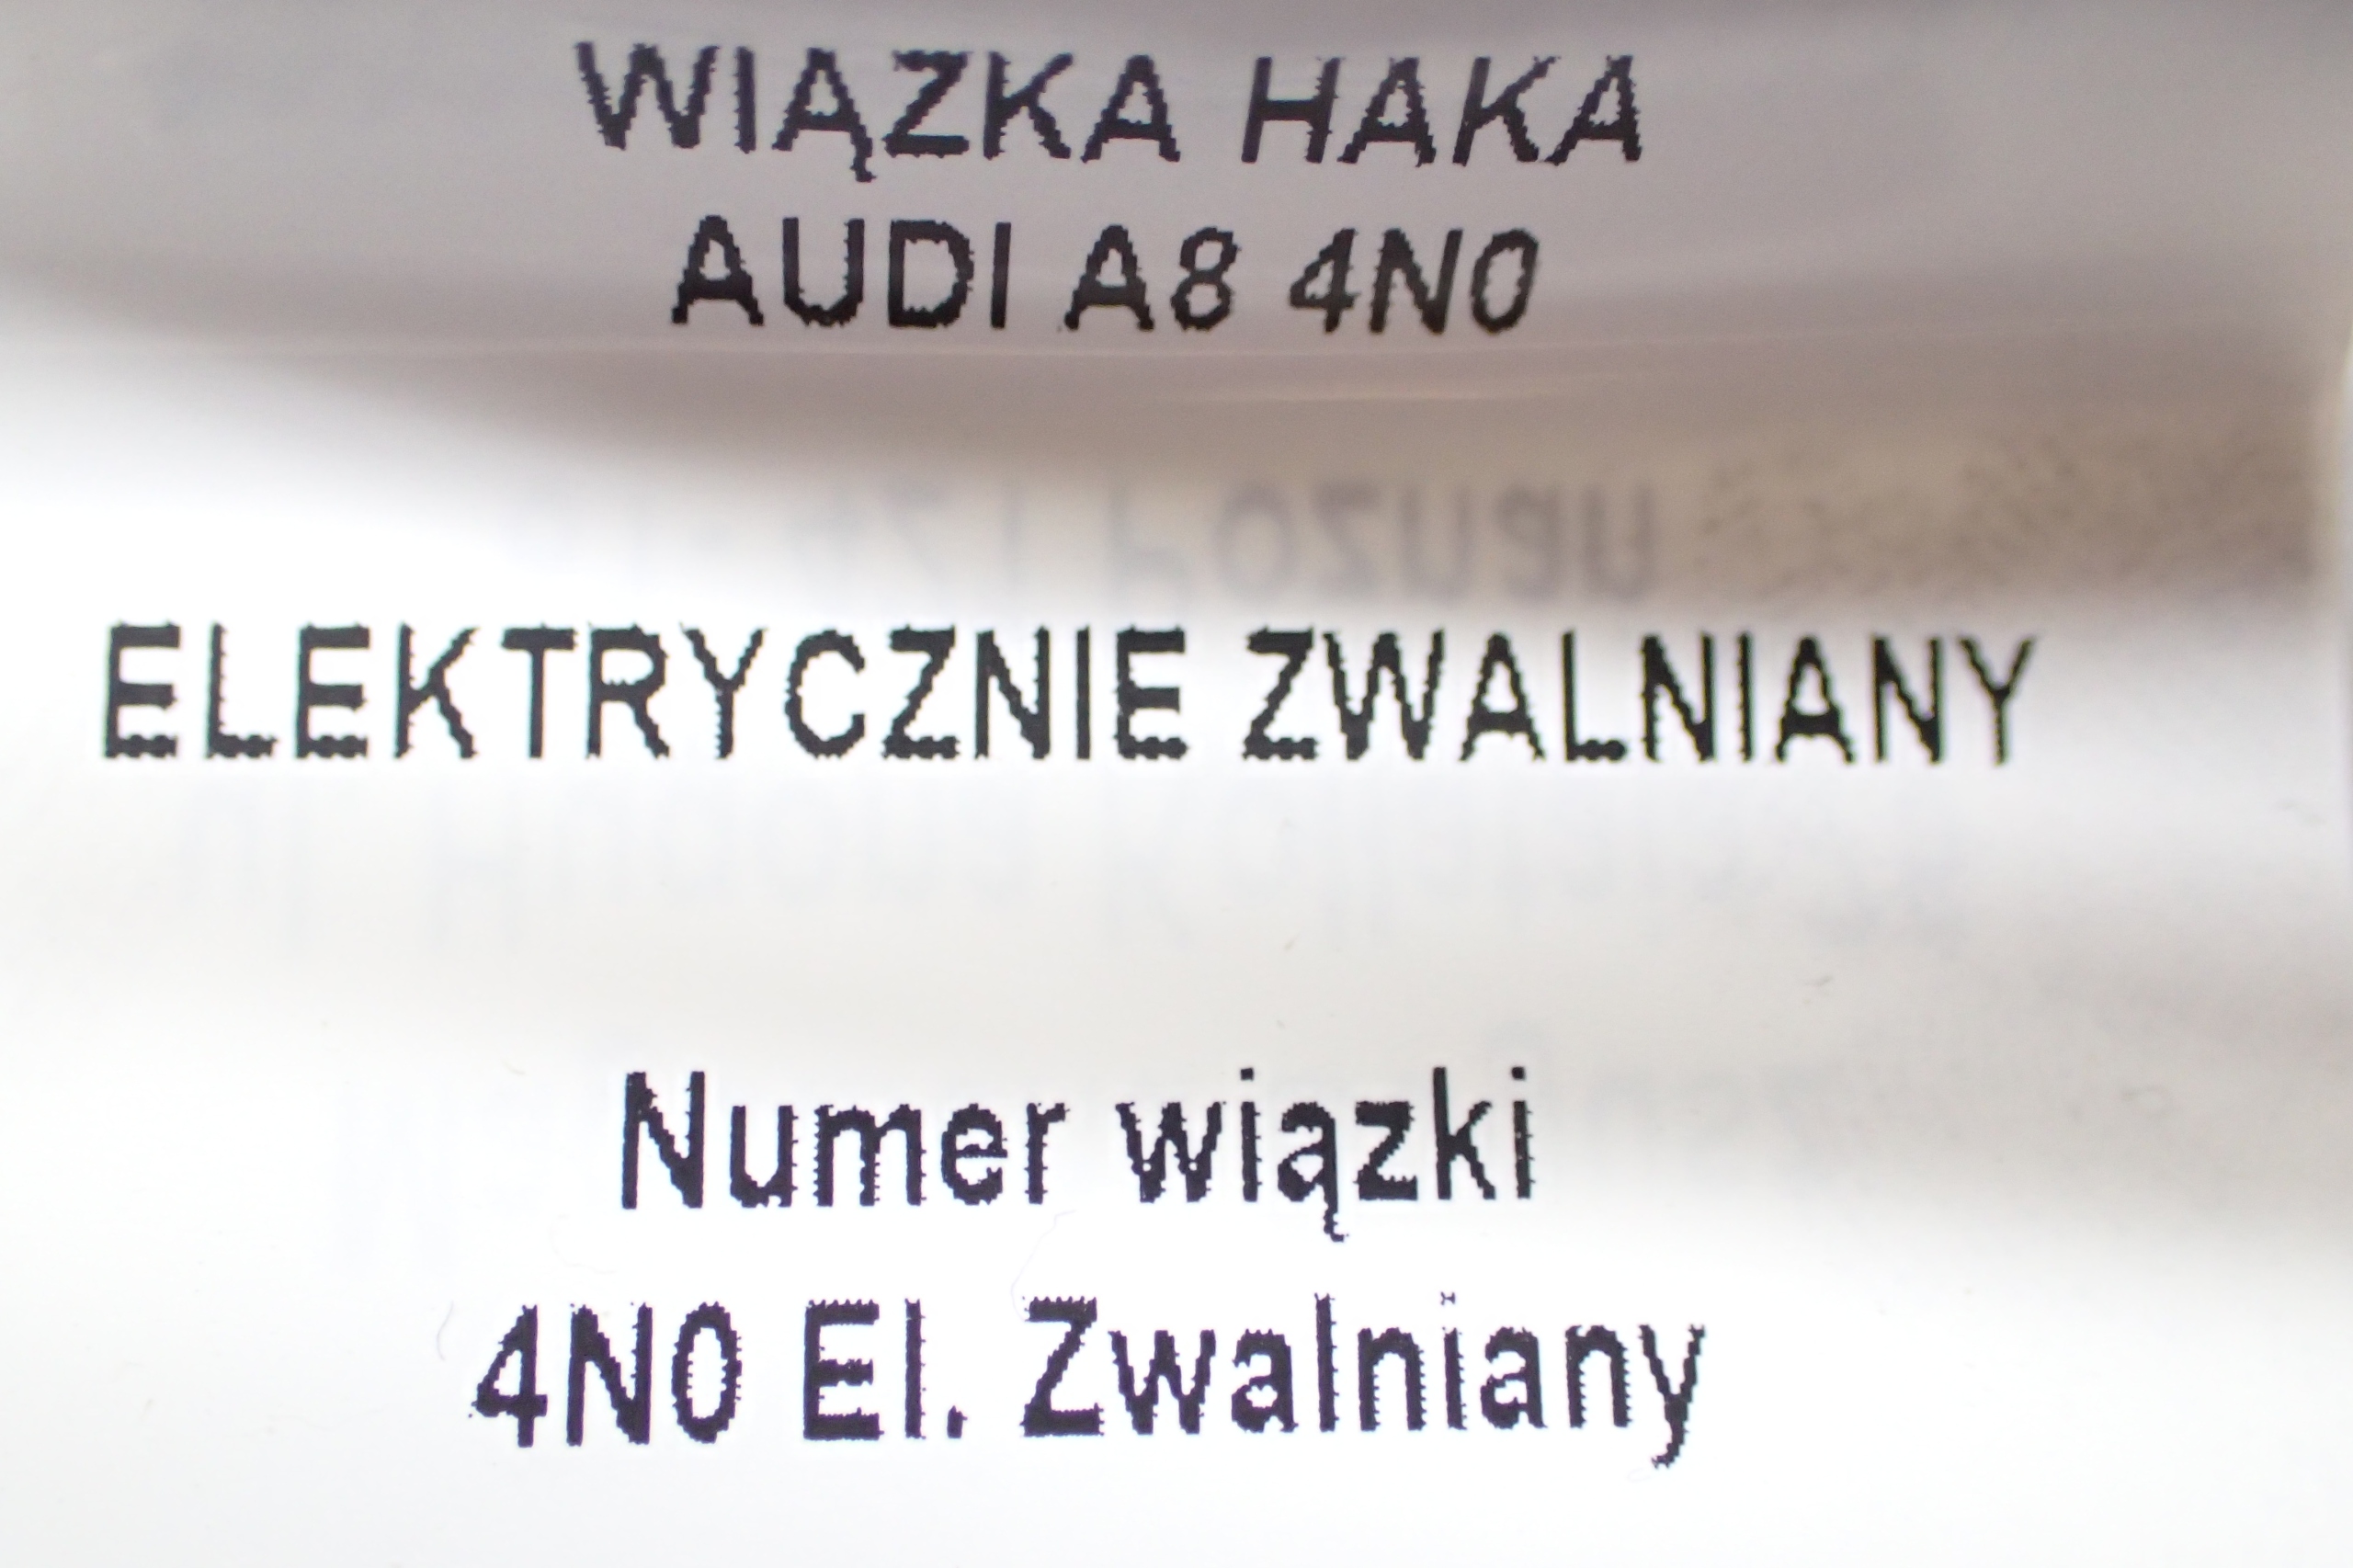 WIĄZKA HAKA
AUDI A8 4N0
ELEKTRYCZNIE ZWALNIANY
Numer wiązki
4N0 El. Zwalniany